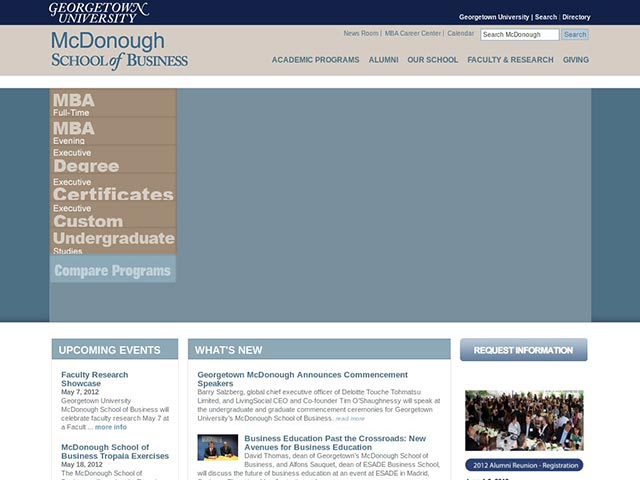 GEORGETOWN
UNIVERSITY
Georgetown University | Search | Directory
McDonough
SCHOOL of BUSINESS
News Room | MBA Career Center | Calendar
Search McDonough
Search
ACADEMIC PROGRAMS ALUMNI OUR SCHOOL FACULTY & RESEARCH GIVING
MBA
Full-Time
MBA
Evening
Executive
Degree
Executive
Certificates
Executive
Custom
Undergraduate
Studies
Compare Programs
UPCOMING EVENTS
Faculty Research
Showcase
May 7, 2012
Georgetown University
McDonough School of Business will
celebrate faculty research May 7 at
a Facult ... more info
McDonough School of
Business Tropaia Exercises
May 18, 2012
The McDonough School of
WHAT'S NEW
Georgetown McDonough Announces Commencement
Speakers
Barry Salzberg, global chief executive officer of Deloitte Touche Tohmatsu
Limited, and LivingSocial CEO and Co-founder Tim O'Shaughnessy will speak at
the undergraduate and graduate commencement ceremonies for Georgetown
University's McDonough School of Business. read more
Business Education Past the Crossroads: New
Avenues for Business Education
David Thomas, dean of Georgetown's McDonough School of
Business, and Alfons Sauquet, dean of ESADE Business School,
will discuss the future of business education at an event at ESADE in Madrid,
REQUEST INFORMATION
2012 Alumni Reunion - Registration